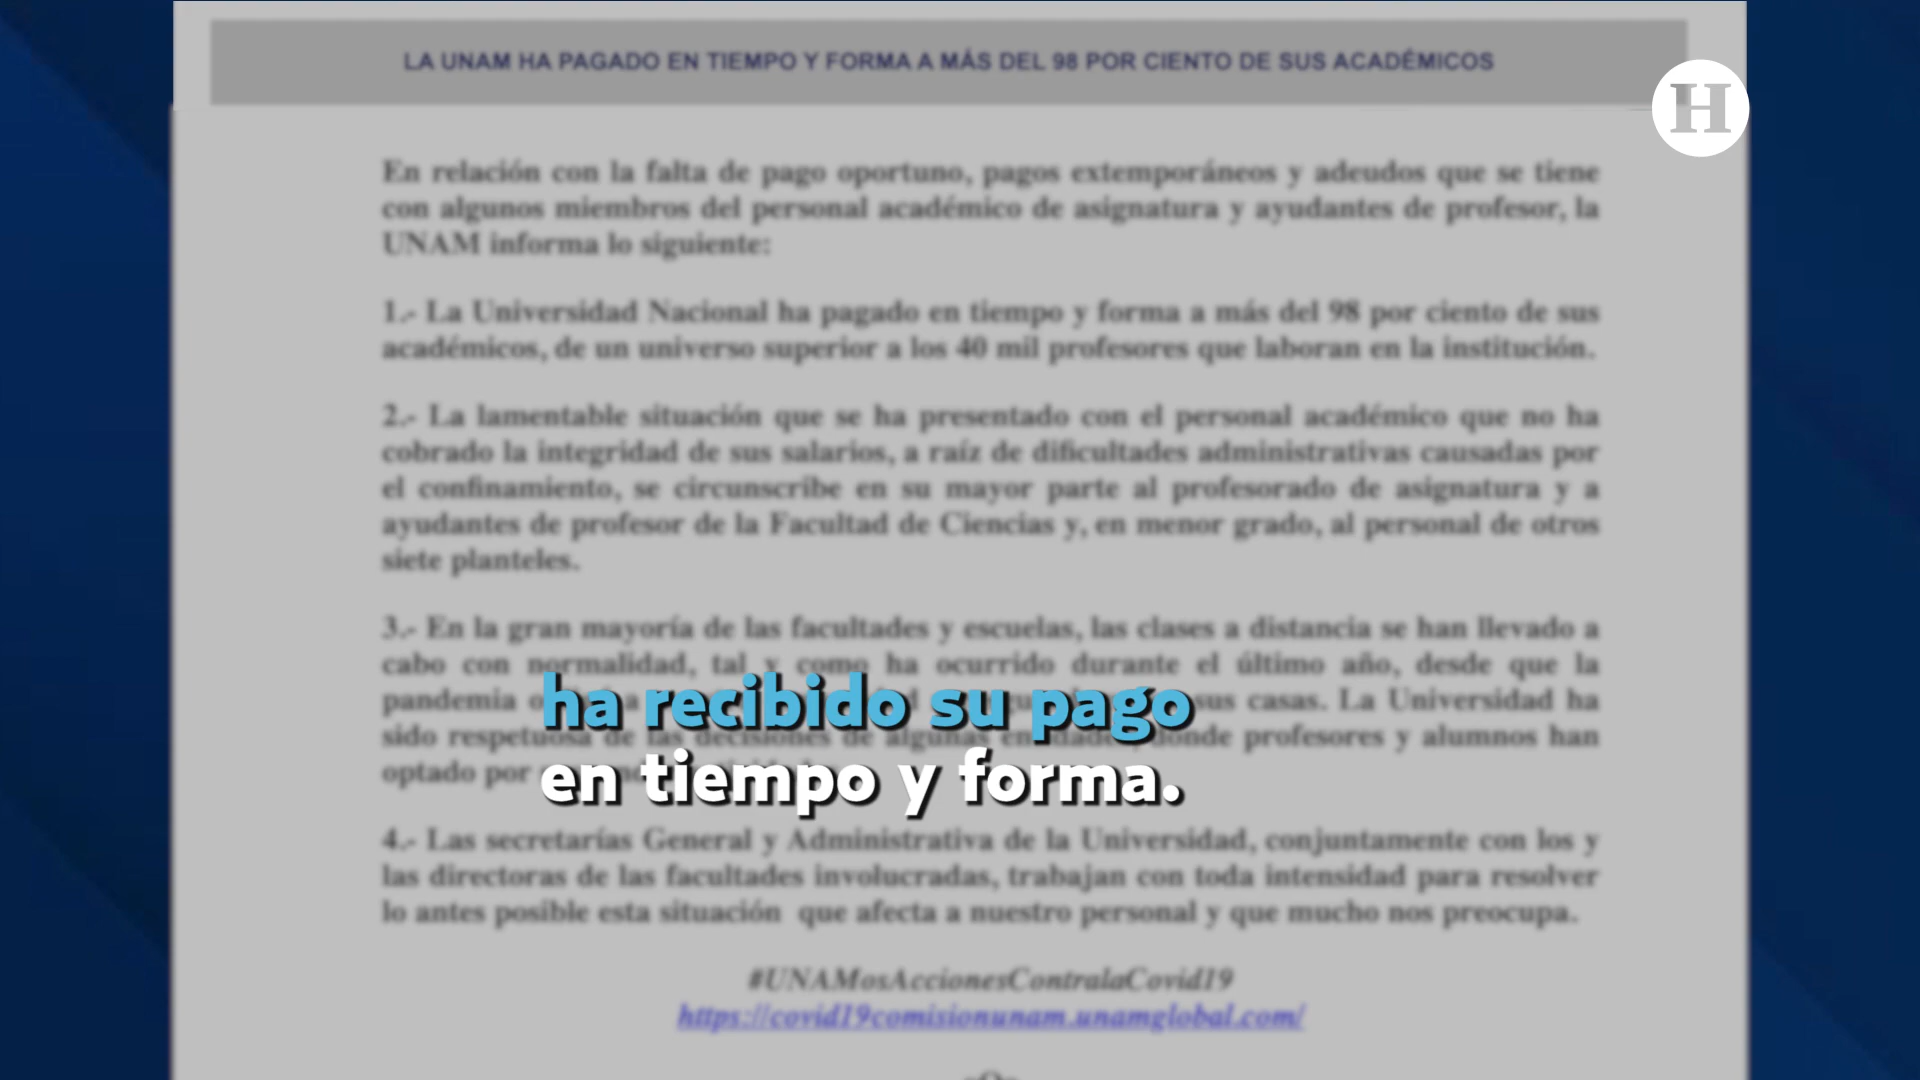 LA UNAM HA PAGADO EN TIEMPO Y FORMA A MÁS DEL 98 POR CIENTO DE SUS ACADÉMICOS
H
En relación con la falta de pago oportuno, pagos extemporáneos y adeudos que se tiene
con algunos miembros del personal académico de asignatura y ayudantes de profesor, la
UNAM informa lo siguiente:
1.- La Universidad Nacional ha pagado en tiempo y forma a más del 98 por ciento de sus
académicos, de un universo superior a los 40 mil profesores que laboran en la institución.
2.- La lamentable situación que se ha presentado con el personal académico que no ha
cobrado la integridad de sus salarios, a raíz de dificultades administrativas causadas por
el confinamiento, se circunscribe en su mayor parte al profesorado de asignatura y a
ayudantes de profesor de la Facultad de Ciencias y, en menor grado, al personal de otros
siete planteles.
3.- En la gran mayoría de las facultades y escuelas, las clases a distancia se han llevado a
cabo con normalidad, tal y como ha ocurrido durante el último año, desde que la
pandemia sus casas. La Universidad ha
sido respetuosa de las decisiones de algunas entidades donde profesores y alumnos han
optado por
ha recibido su pago
en tiempo y forma.
4.- Las secretarías General y Administrativa de la Universidad, conjuntamente con los y
las directoras de las facultades involucradas, trabajan con toda intensidad para resolver
lo antes posible esta situación que afecta a nuestro personal y que mucho nos preocupa.
#UNAMosAccionesContralaCovid19
https://covid19comisionunam.unamglobal.com/